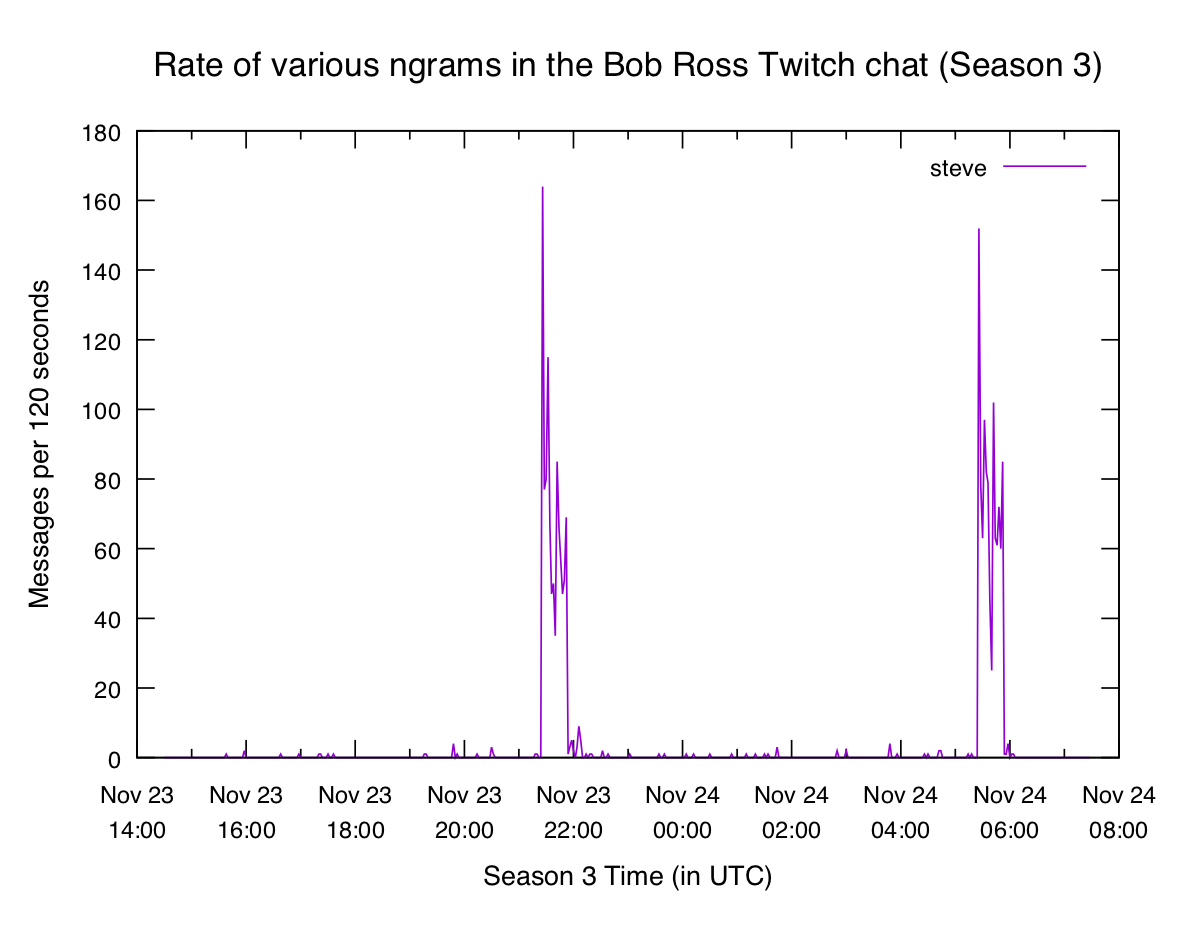 Rate of various ngrams in the Bob Ross Twitch chat (Season 3)
steve
Messages per 120 seconds
180
160
140
120
100
80
60
40
20
0
Nov 23 Nov 23 Nov 23 Nov 23 Nov 23 Nov 24 Nov 24 Nov 24 Nov 24 Nov 24
14:00 16:00 18:00 20:00 22:00 00:00 02:00 04:00 06:00 08:00
Season 3 Time (in UTC)